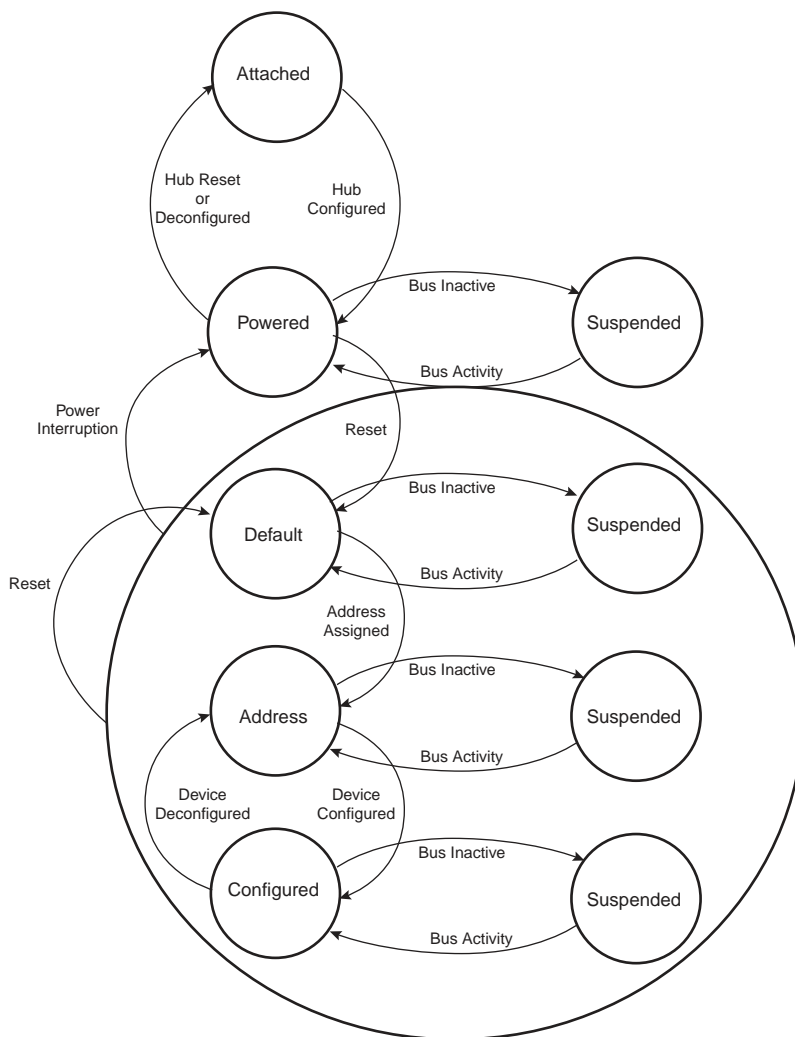 Attached
Hub Reset
or
Deconfigured
Hub
Configured
Powered
Bus Inactive
Suspended
Bus Activity
Power
Interruption
Reset
Default
Bus Inactive
Suspended
Bus Activity
Reset
Address
Assigned
Address
Bus Inactive
Suspended
Bus Activity
Device
Deconfigured
Device
Configured
Configured
Bus Inactive
Suspended
Bus Activity